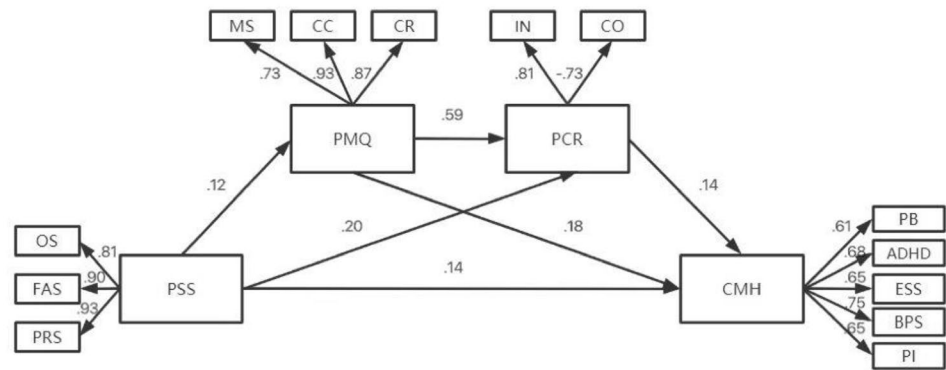 MS CC CR IN CO
.73 .93 .87 .81 -.73
PMQ .59 PCR
.12 .20 .18 .14
OS .81 PB .61
FAS .90 PSS .14 CMH ADHD .68
PRS .93 ESS .65
BPS .75
PI .65